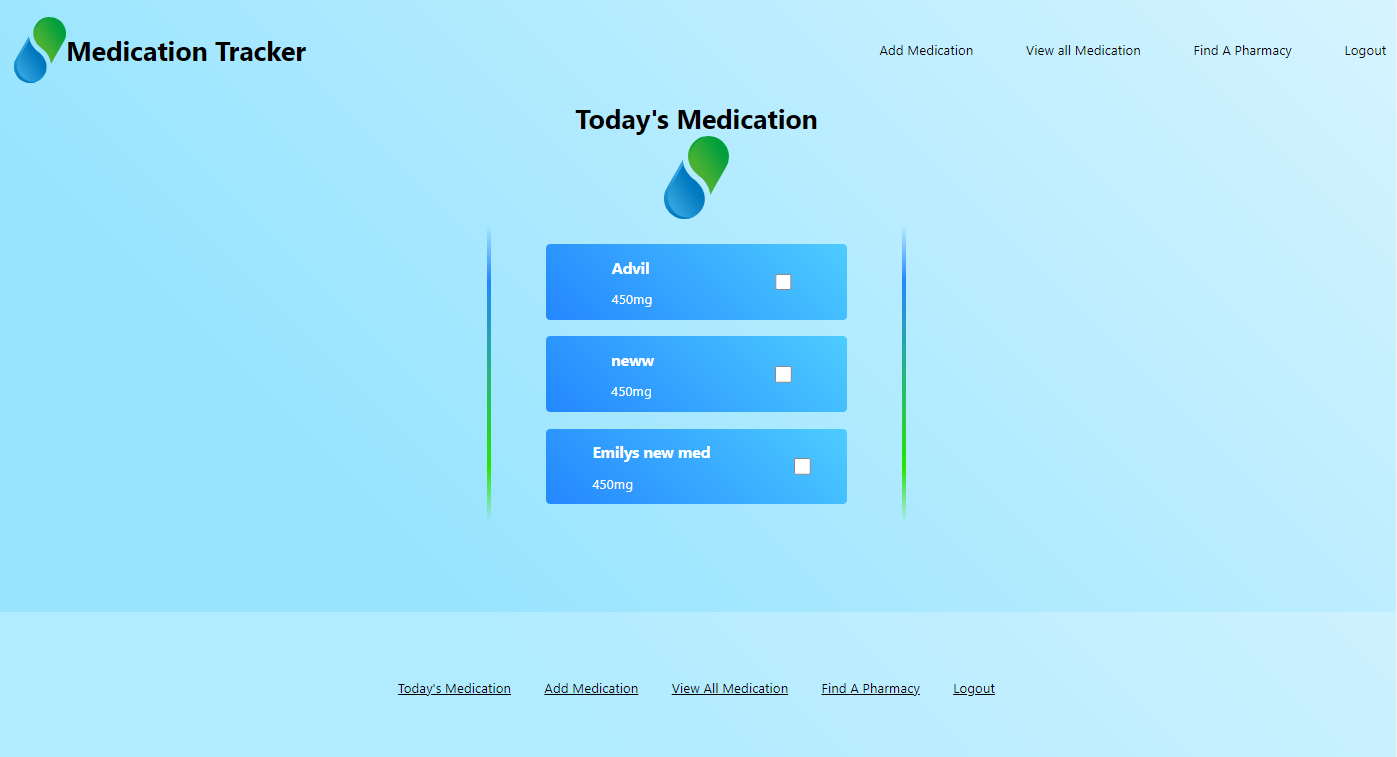 Medication Tracker
Add Medication View all Medication Find A Pharmacy Logout
Today's Medication
Advil
450mg
neww
450mg
Emilys new med
450mg
Today's Medication Add Medication View All Medication Find A Pharmacy Logout